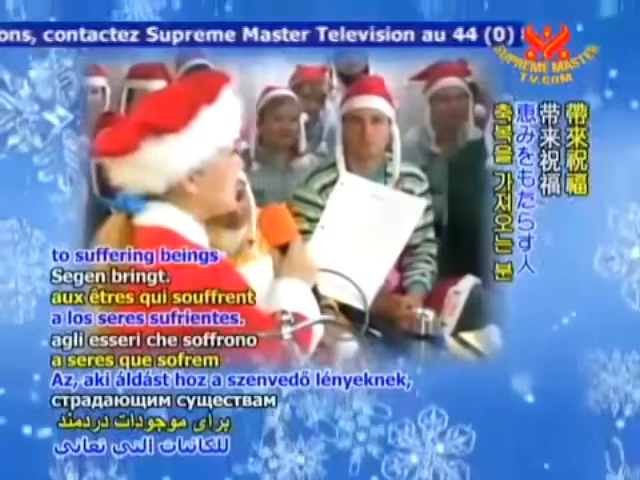 ons, contactez Supreme Master Television au 44 (0)
SUPREME MASTER
TV.COM
帶來祝福
带来祝福
恵みをもたらす人
축복을 가져오는 분
to suffering beings
Segen bringt.
aux êtres qui souffrent
a los seres sufrientes.
agli esseri che soffrono
a seres que sofrem
Az, aki áldást hoz a szenvedő lényeknek,
страдающим существам
برای موجودات دردمند
للكائنات التي تعاني